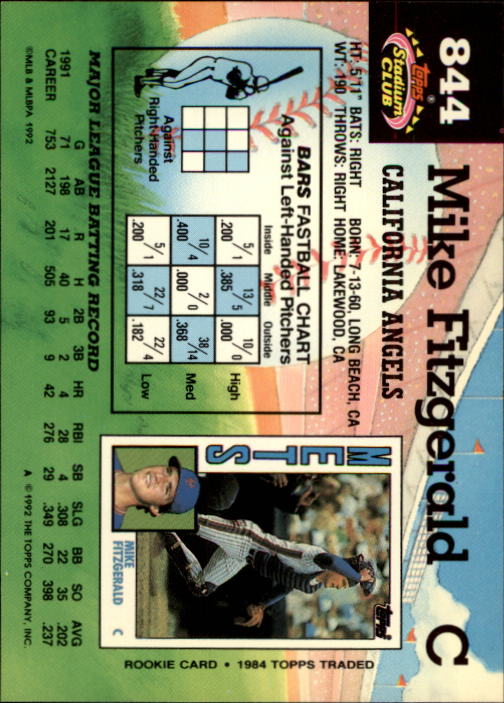 844
Topps
Stadium
CLUB
Mike Fitzgerald C
CALIFORNIA ANGELS
HT: 5'11" BATS: RIGHT BORN: 7-13-60, LONG BEACH, CA
WT: 190 THROWS: RIGHT HOME: LAKEWOOD, CA
BARS FASTBALL CHART
Against Left-Handed Pitchers
Inside Middle Outside
5/1 .200 13/5 .385 10/0 .000 High
10/4 .400 2/0 .000 38/14 .368 Med
5/1 .200 22/7 .318 22/4 .182 Low
Against
Right-Handed
Pitchers
Topps
METS
MIKE
FITZGERALD C
ROOKIE CARD • 1984 TOPPS TRADED
MAJOR LEAGUE BATTING RECORD
G AB R H 2B 3B HR RBI SB SLG BB SO AVG
1991 71 198 17 40 5 2 4 28 4 .308 22 35 .202
CAREER 753 2127 201 505 93 9 42 276 29 .349 270 398 .237
©MLB & MLBPA 1992
A © 1992 THE TOPPS COMPANY, INC.